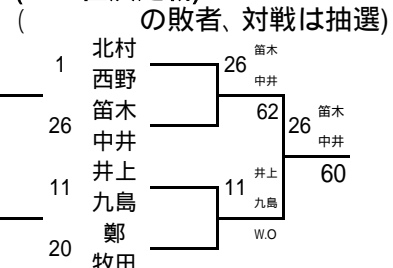 (　　　の敗者、対戦は抽選)
北村
1
西野
笛木
26
中井
井上
11
九島
鄭
20
牧田
26 笛木
中井
62
11 井上
九島
W.O
26 笛木
中井
60